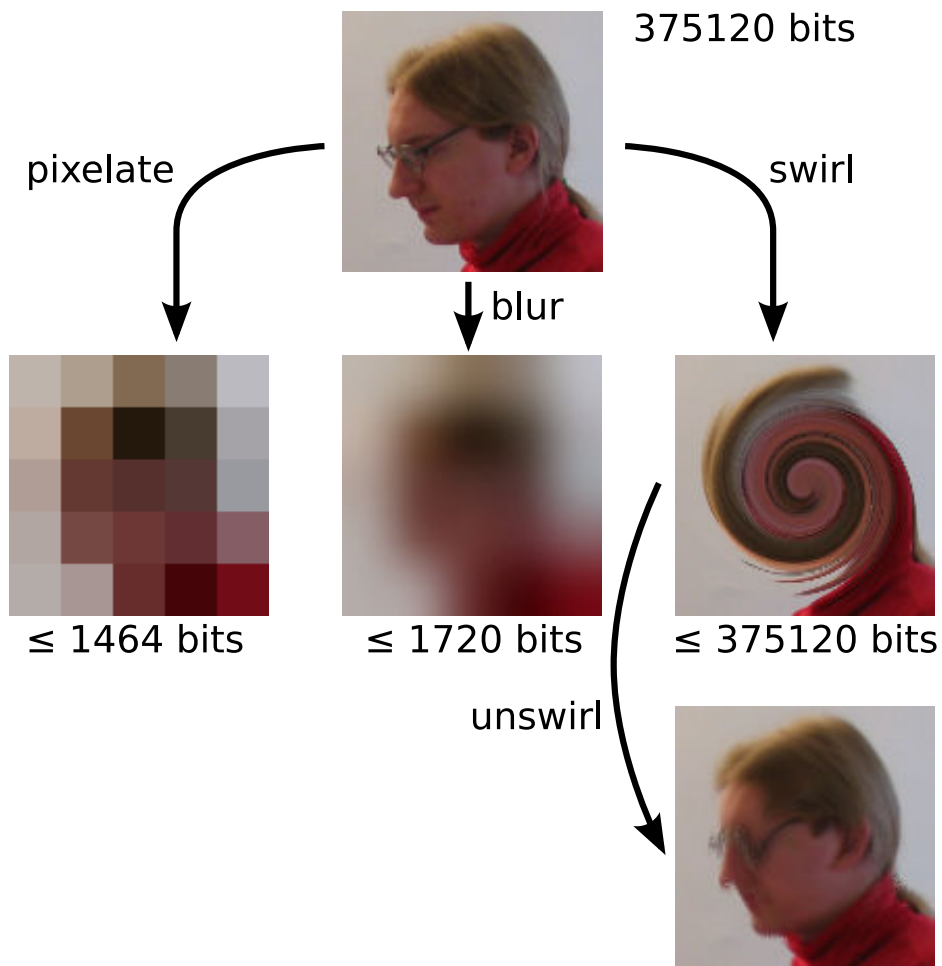 375120 bits
pixelate
swirl
blur
≤ 1464 bits
≤ 1720 bits
≤ 375120 bits
unswirl